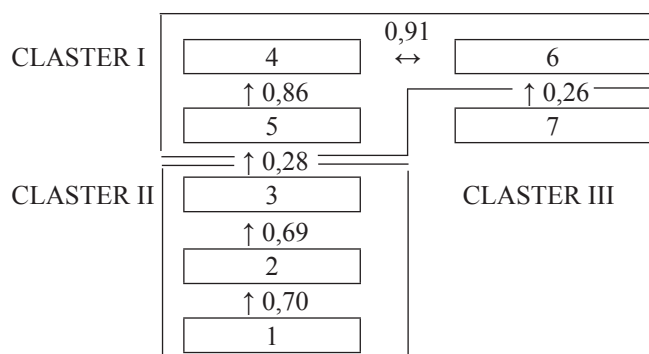 0,91
CLASTER I 4 ↔ 6
↑ 0,86 ↑ 0,26
5 7
↑ 0,28
CLASTER II 3 CLASTER III
↑ 0,69
2
↑ 0,70
1